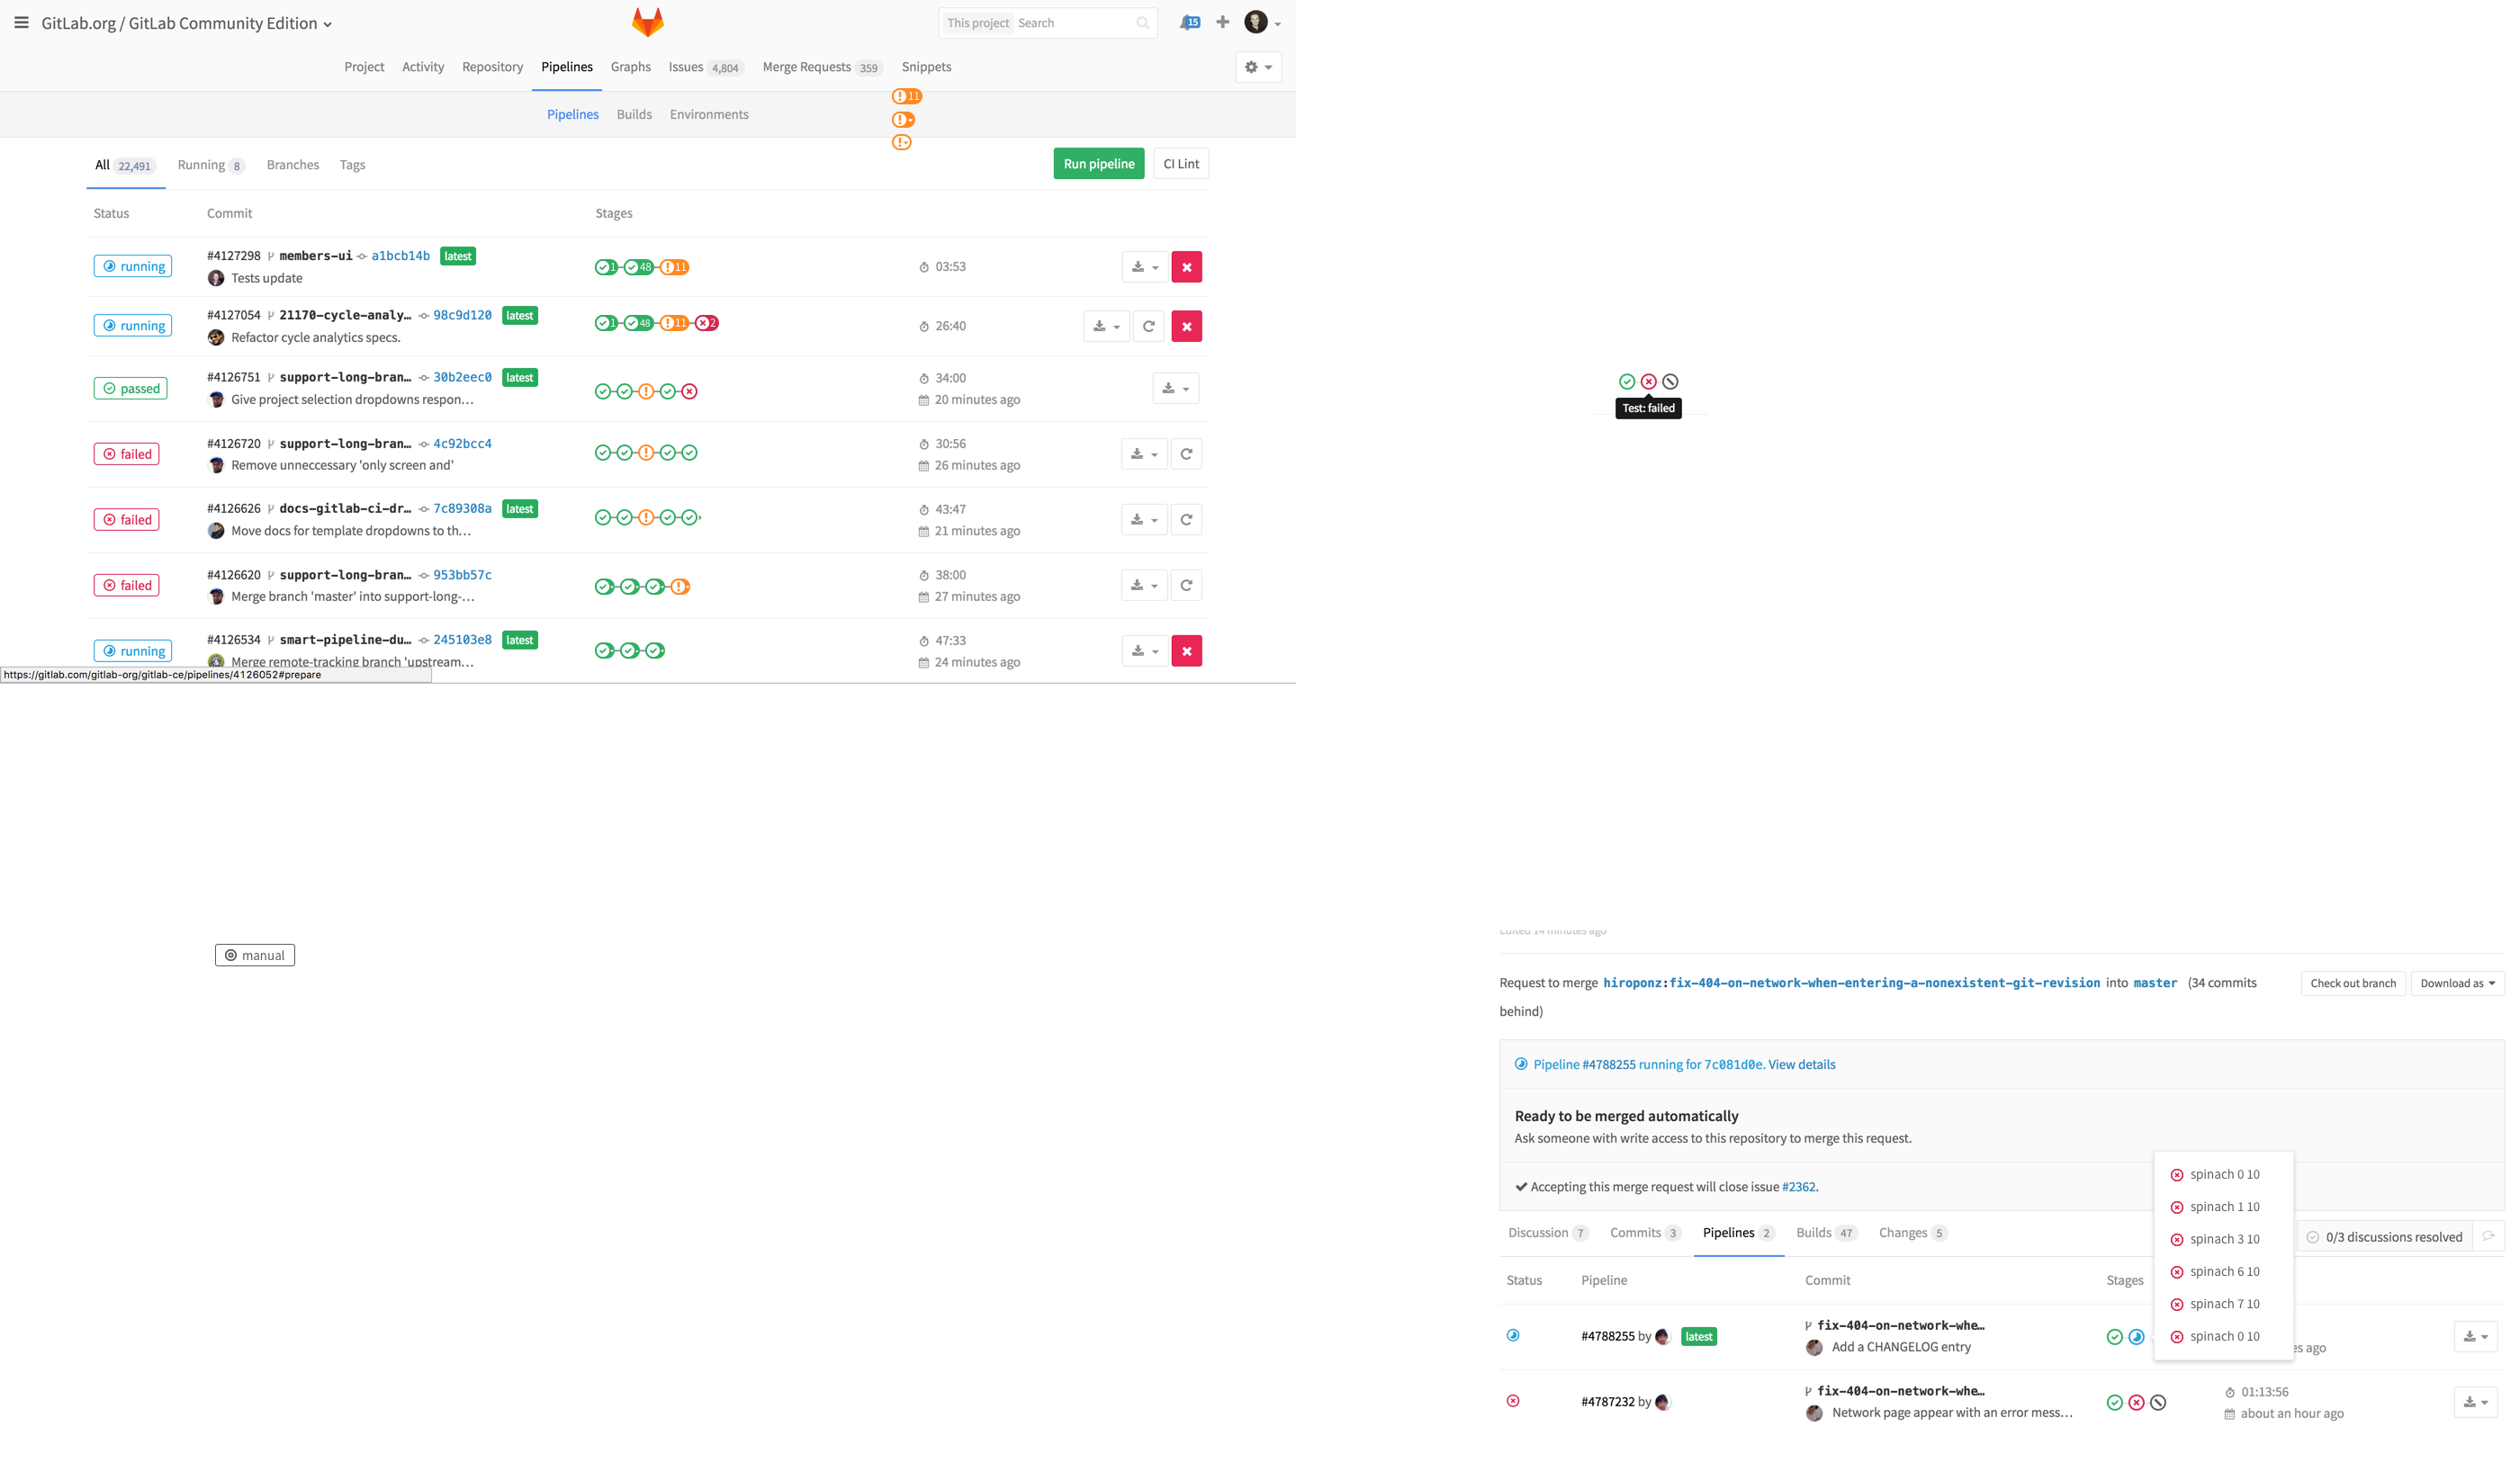 GitLab.org / GitLab Community Edition
This project Search
15
Project Activity Repository Pipelines Graphs Issues 4,804 Merge Requests 359 Snippets
11
Pipelines Builds Environments
All 22,491 Running 8 Branches Tags
Run pipeline CI Lint
Status Commit Stages
running #4127298 members-ui a1bcb14b latest
Tests update
1 48 11
03:53
running #4127054 21170-cycle-analy… 98c9d120 latest
Refactor cycle analytics specs.
1 48 11 2
26:40
passed #4126751 support-long-bran… 30b2eec0 latest
Give project selection dropdowns respon…
34:00
20 minutes ago
failed #4126720 support-long-bran… 4c92bcc4
Remove unneccessary 'only screen and'
30:56
26 minutes ago
failed #4126626 docs-gitlab-ci-dr… 7c89308a latest
Move docs for template dropdowns to th…
43:47
21 minutes ago
failed #4126620 support-long-bran… 953bb57c
Merge branch 'master' into support-long-…
38:00
27 minutes ago
running #4126534 smart-pipeline-du… 245103e8 latest
Merge remote-tracking branch 'upstream…
47:33
24 minutes ago
https://gitlab.com/gitlab-org/gitlab-ce/pipelines/4126052#prepare
Test: failed
manual
Edited 14 minutes ago
Request to merge hiroponz:fix-404-on-network-when-entering-a-nonexistent-git-revision into master (34 commits
behind)
Check out branch Download as
Pipeline #4788255 running for 7c081d0e. View details
Ready to be merged automatically
Ask someone with write access to this repository to merge this request.
Accepting this merge request will close issue #2362.
Discussion 7 Commits 3 Pipelines 2 Builds 47 Changes 5
0/3 discussions resolved
spinach 0 10
spinach 1 10
spinach 3 10
spinach 6 10
spinach 7 10
spinach 0 10
Status Pipeline Commit Stages
#4788255 by latest
fix-404-on-network-whe…
Add a CHANGELOG entry
ago
#4787232 by
fix-404-on-network-whe…
Network page appear with an error mess…
01:13:56
about an hour ago